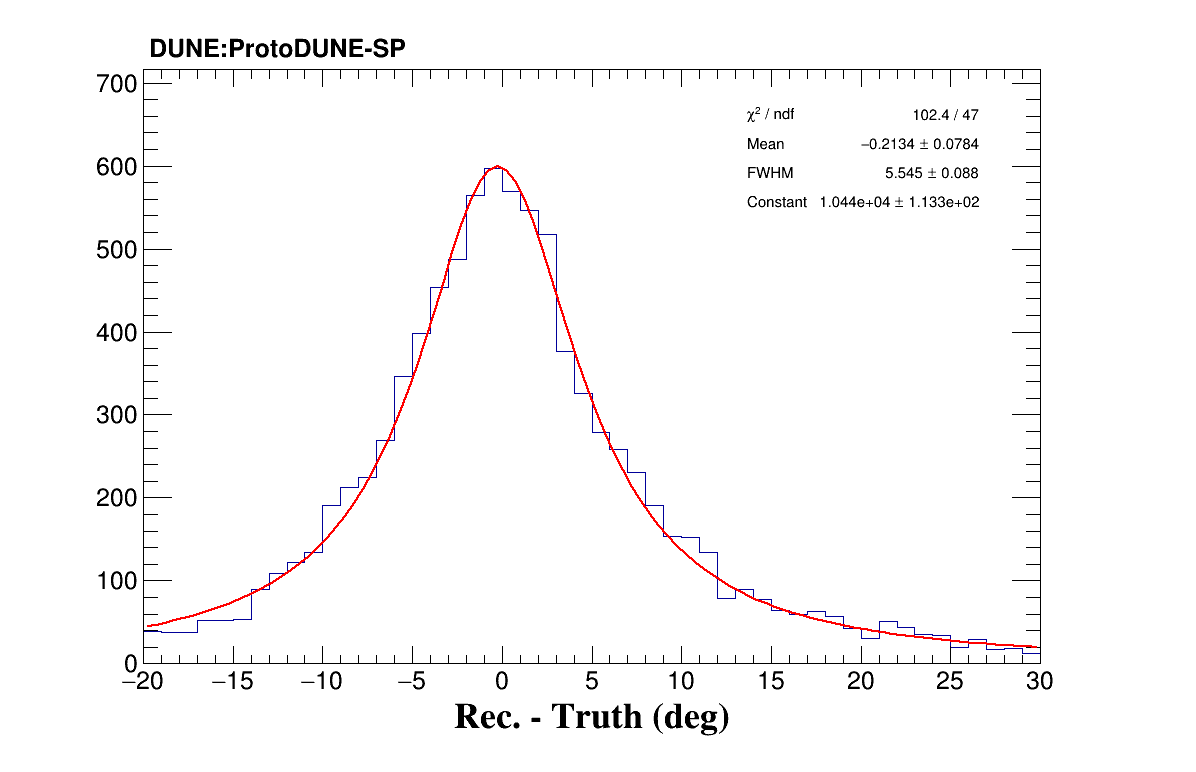 DUNE:ProtoDUNE-SP
χ² / ndf 102.4 / 47
Mean −0.2134 ± 0.0784
FWHM 5.545 ± 0.088
Constant 1.044e+04 ± 1.133e+02
700
600
500
400
300
200
100
0
−20 −15 −10 −5 0 5 10 15 20 25 30
Rec. - Truth (deg)